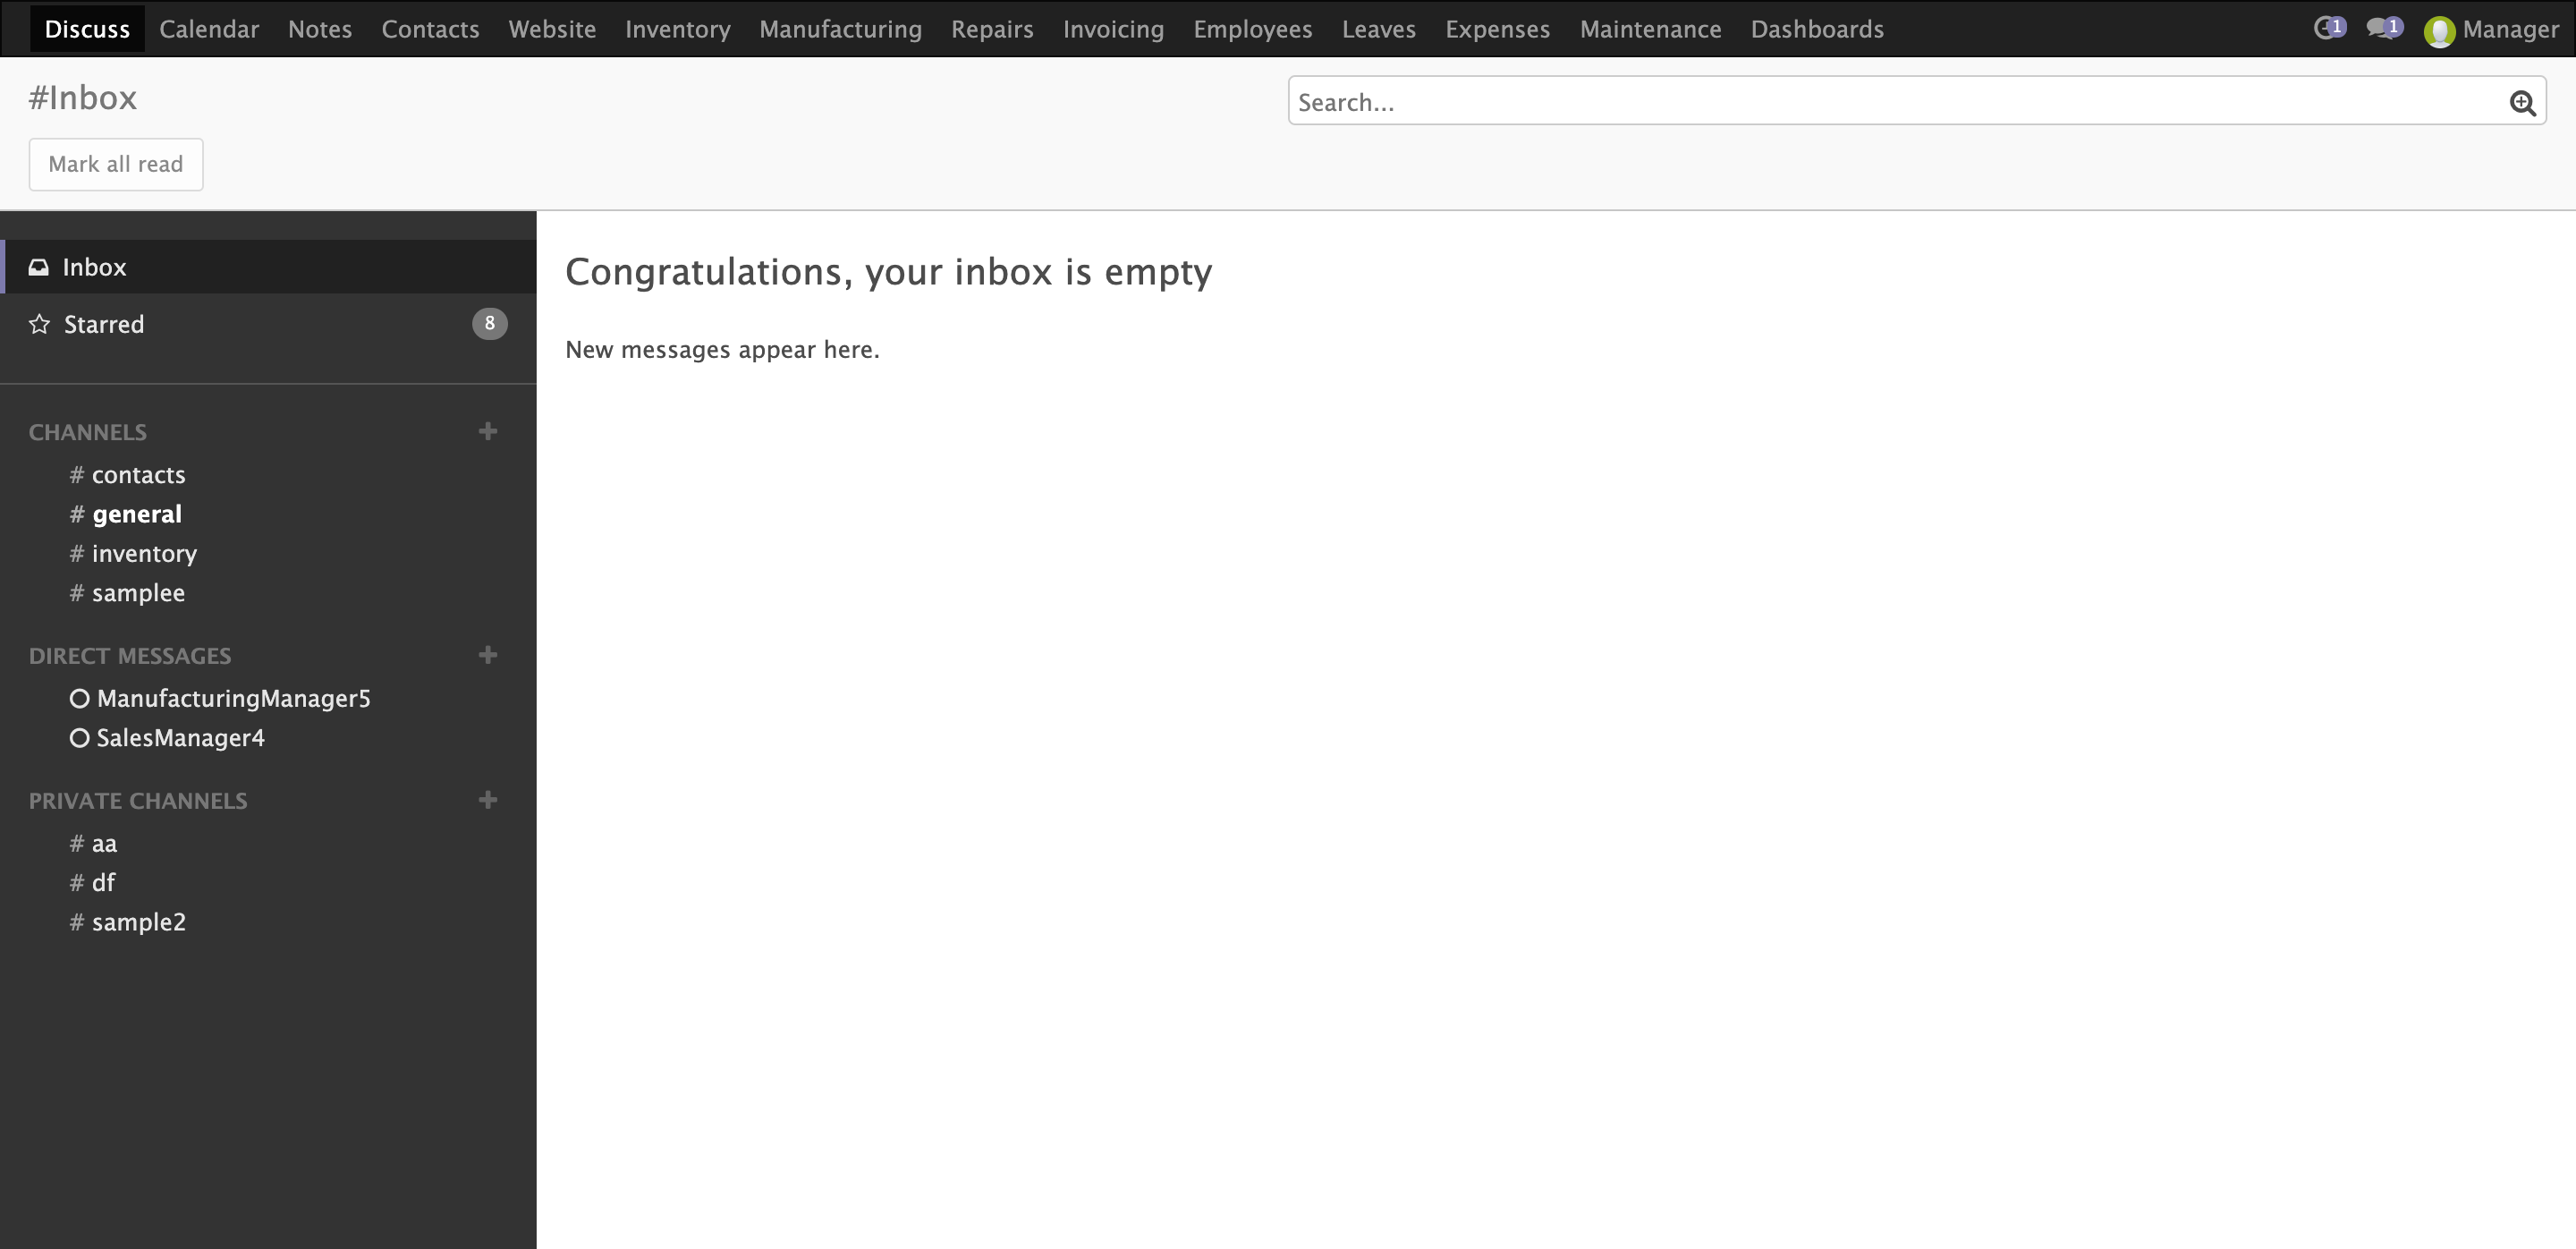 Discuss Calendar Notes Contacts Website Inventory Manufacturing Repairs Invoicing Employees Leaves Expenses Maintenance Dashboards 1 1 Manager
#Inbox
Search...
Mark all read
Inbox
Starred 8
CHANNELS
# contacts
# general
# inventory
# samplee
DIRECT MESSAGES
ManufacturingManager5
SalesManager4
PRIVATE CHANNELS
# aa
# df
# sample2
Congratulations, your inbox is empty
New messages appear here.